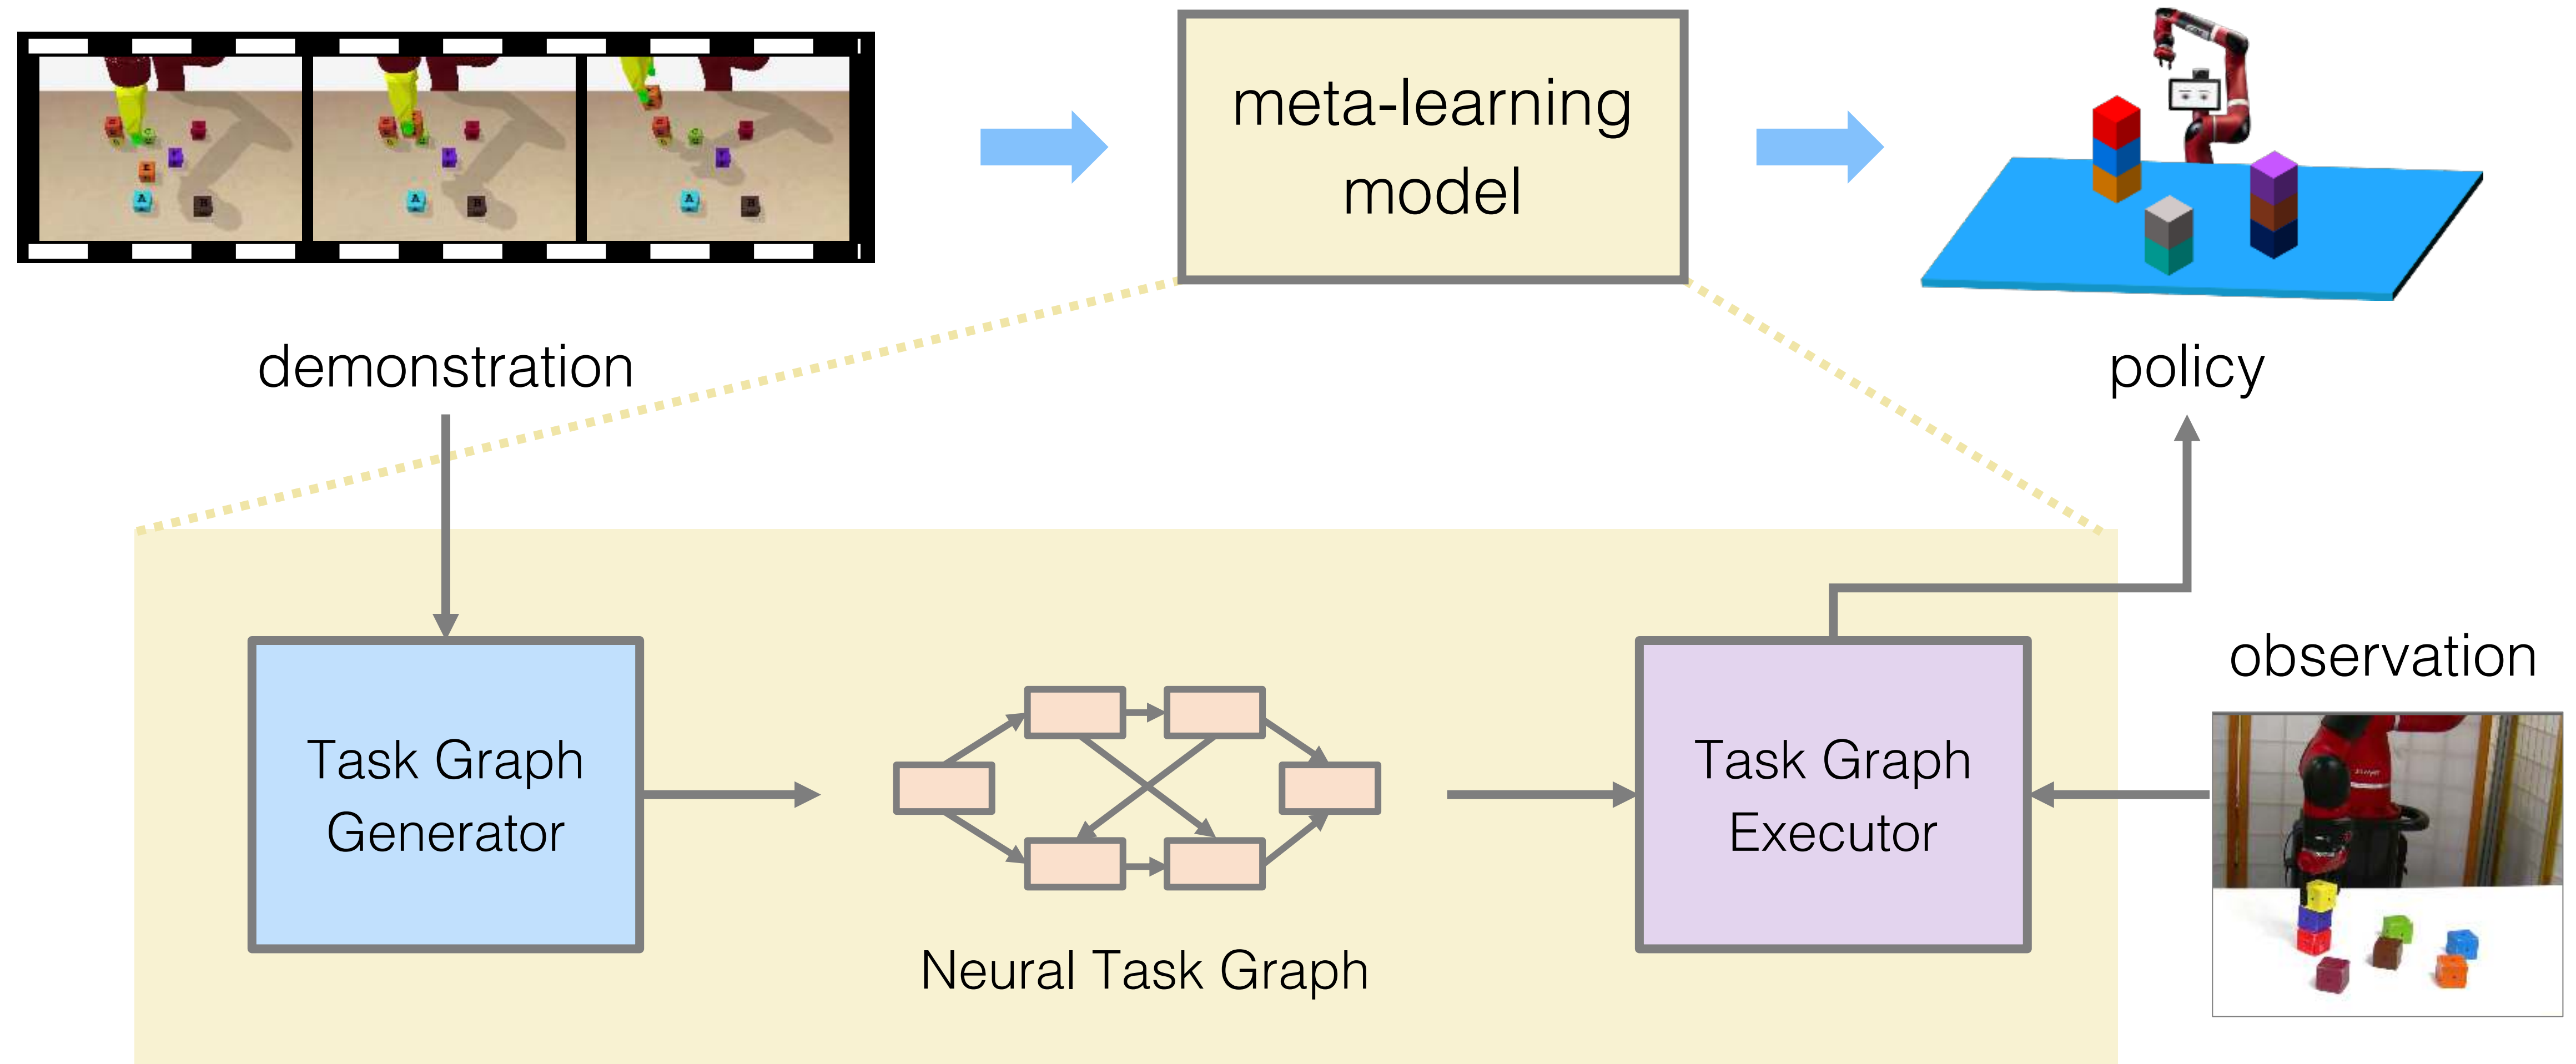 meta-learning
model
demonstration
policy
observation
Task Graph
Generator
Neural Task Graph
Task Graph
Executor
A
B
E
A
B
A
B